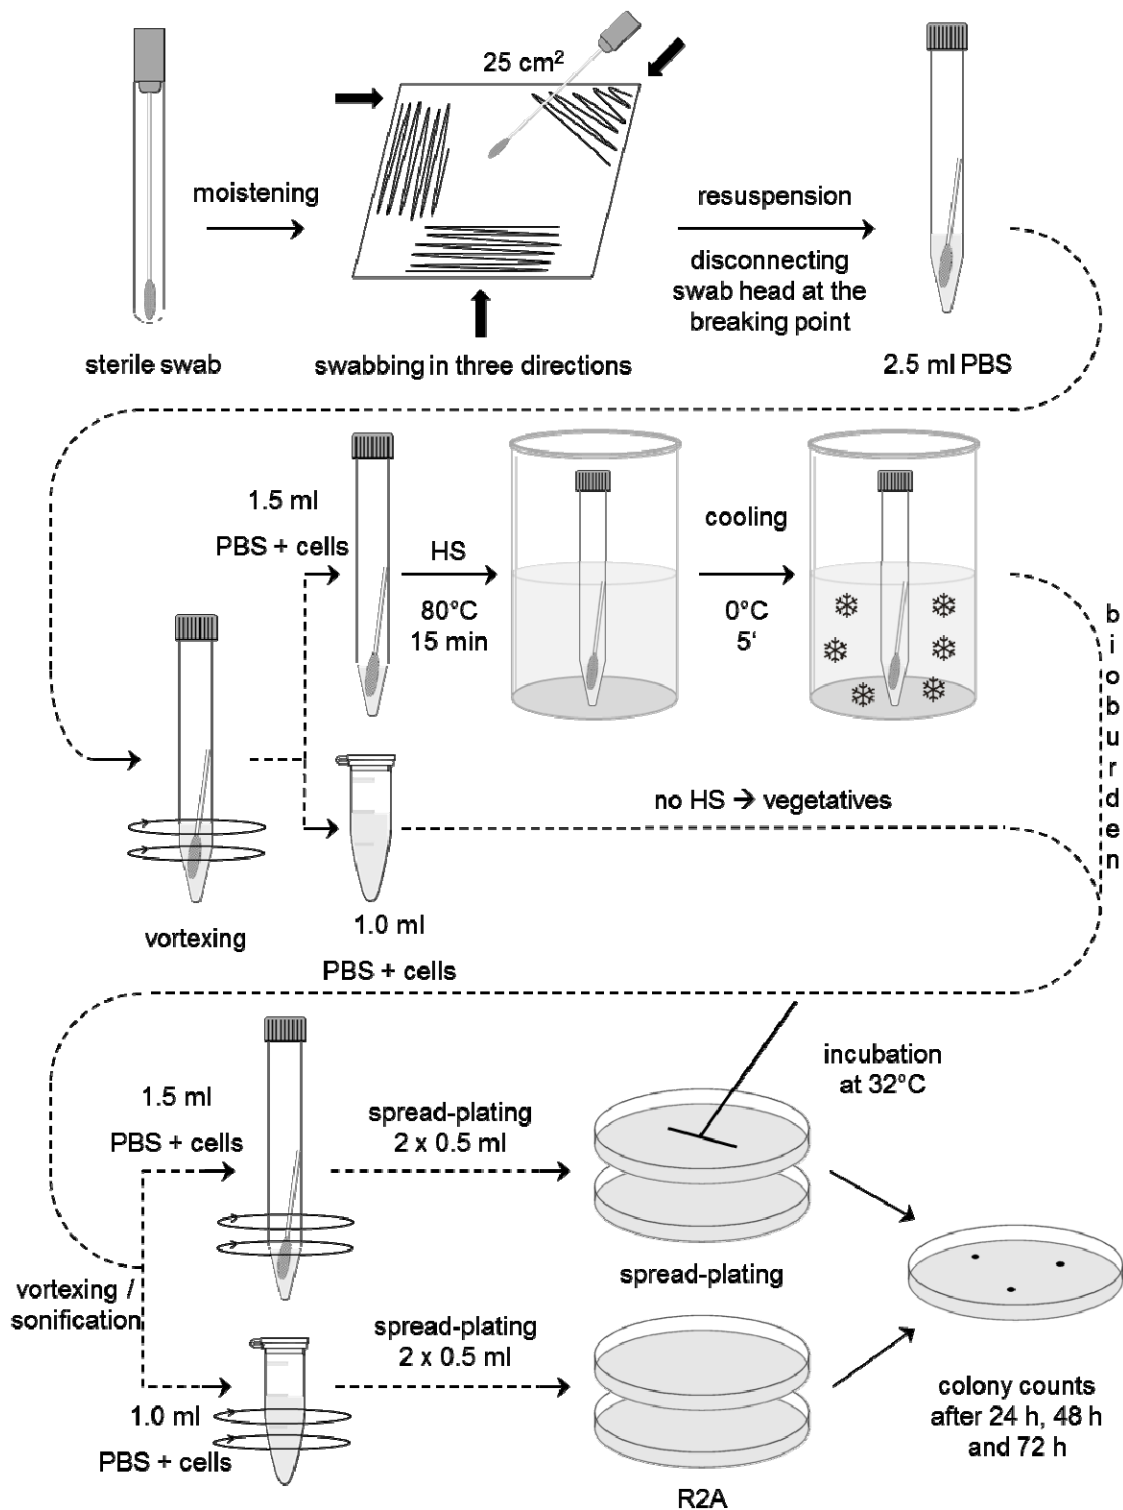 25 cm²
moistening
resuspension
disconnecting
swab head at the
breaking point
sterile swab
swabbing in three directions
2.5 ml PBS
1.5 ml
PBS + cells
HS
80°C
15 min
cooling
0°C
5‘
bioburden
no HS → vegetatives
vortexing
1.0 ml
PBS + cells
incubation
at 32°C
1.5 ml
PBS + cells
spread-plating
2 x 0.5 ml
spread-plating
vortexing /
sonification
spread-plating
2 x 0.5 ml
1.0 ml
PBS + cells
colony counts
after 24 h, 48 h
and 72 h
R2A